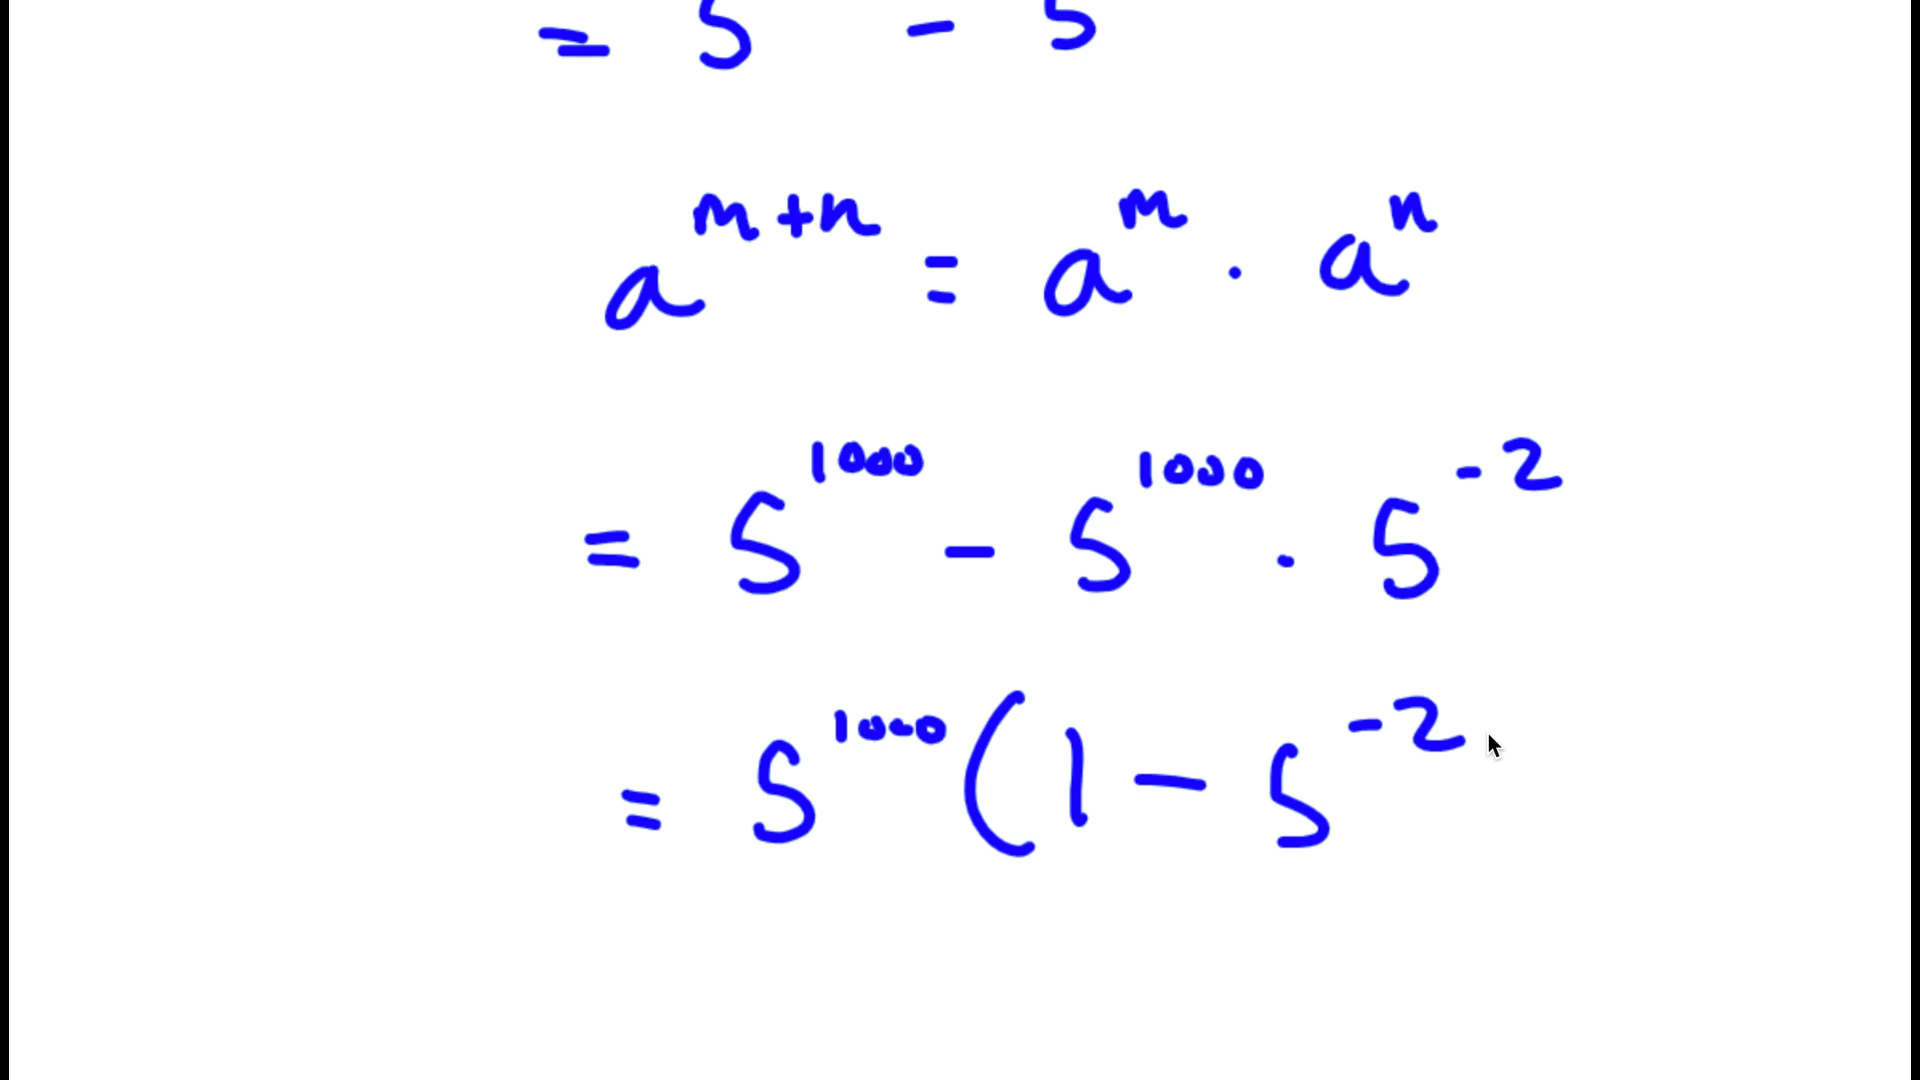 = 5 - 5
a^{m+n} = a^m · a^n
= 5^{1000} - 5^{1000} · 5^{-2}
= 5^{1000} (1 - 5^{-2}